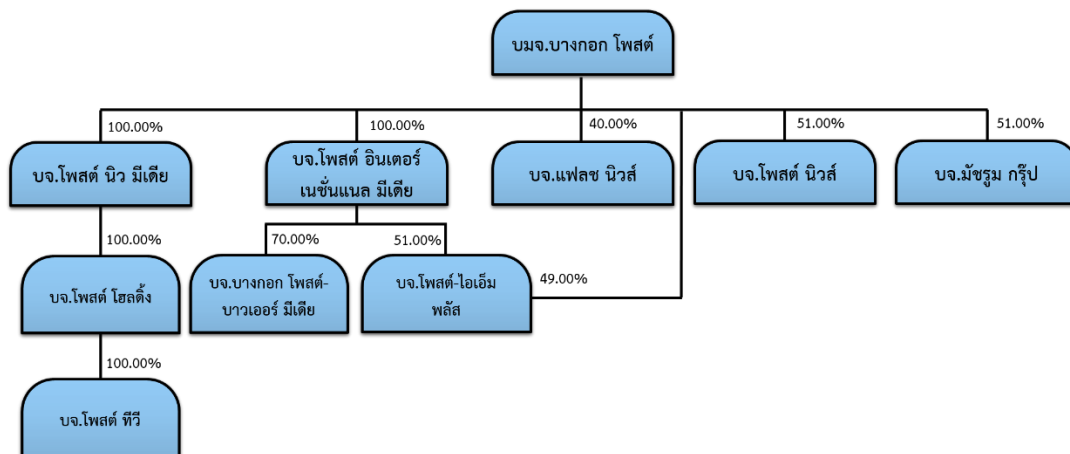 บมจ.บางกอก โพสต์
100.00%
100.00%
40.00%
51.00%
51.00%
บจ.โพสต์ นิว มีเดีย
บจ.โพสต์ อินเตอร์
เนชั่นแนล มีเดีย
บจ.แฟลช นิวส์
บจ.โพสต์ นิวส์
บจ.มัชรูม กรุ๊ป
100.00%
70.00%
51.00%
บจ.โพสต์ โฮลดิ้ง
บจ.บางกอก โพสต์-
บาวเออร์ มีเดีย
บจ.โพสต์-ไอเอ็ม
พลัส
49.00%
100.00%
บจ.โพสต์ ทีวี